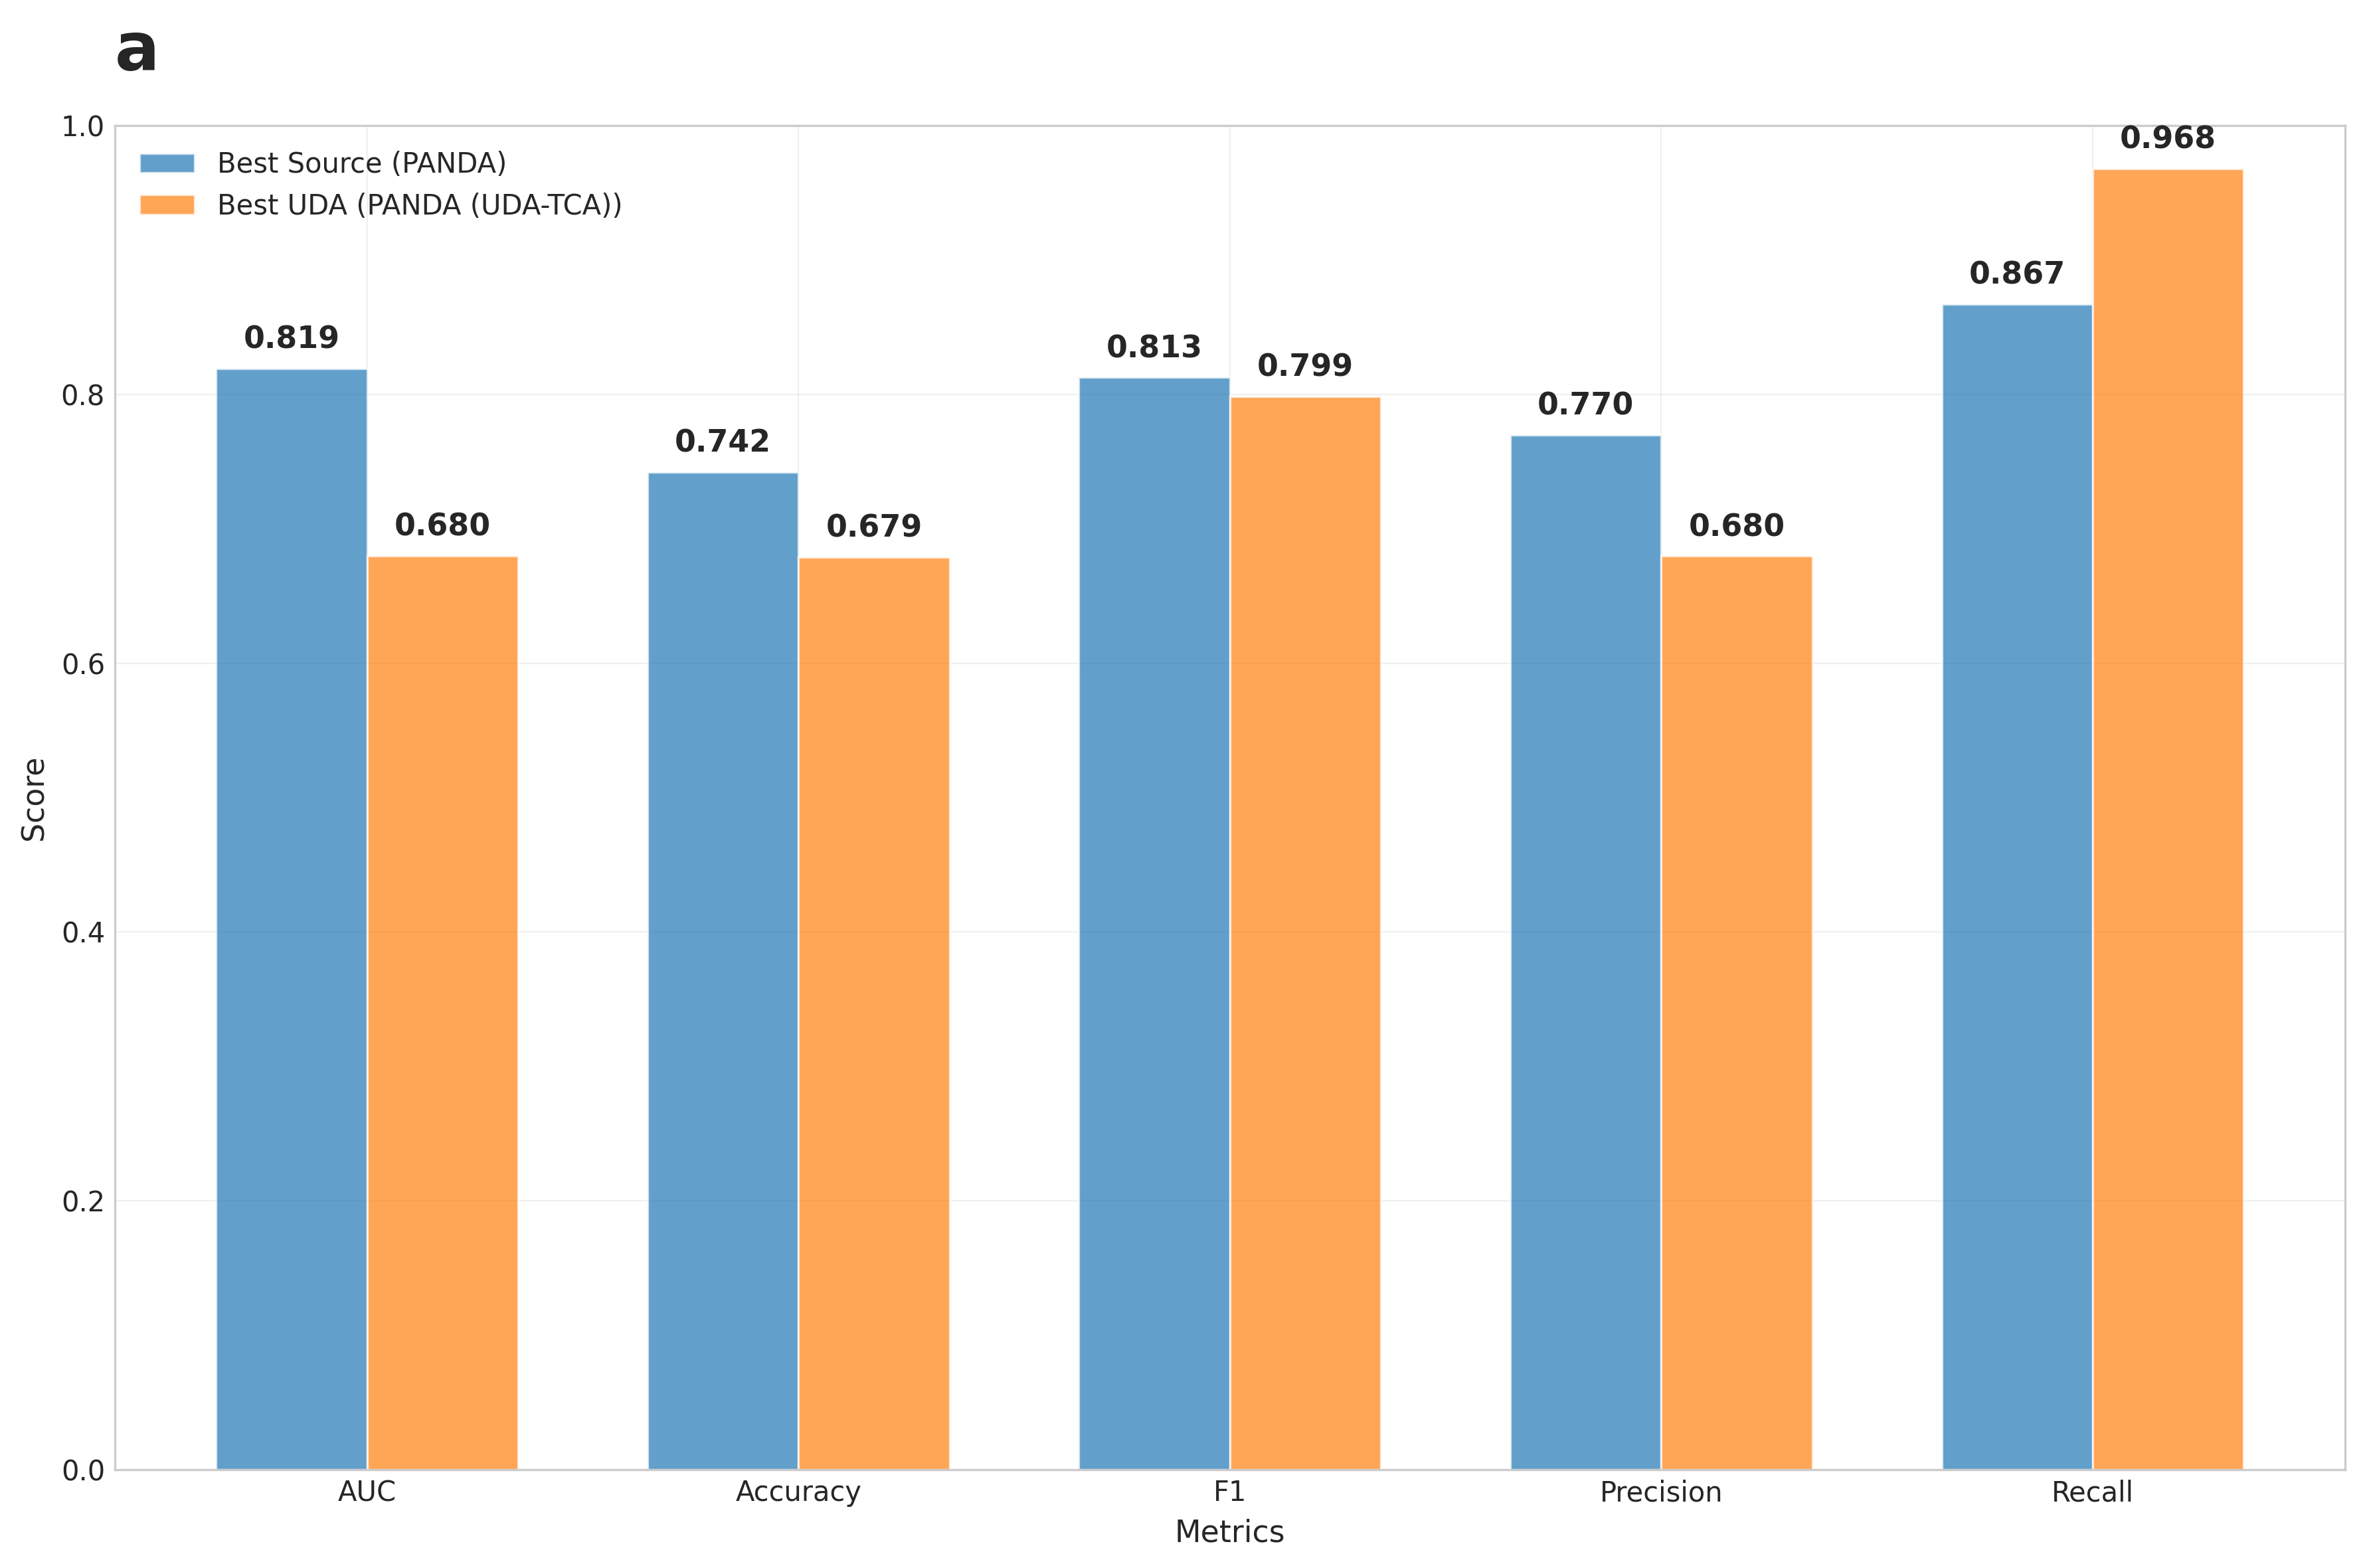 a
1.0
0.8
0.6
0.4
0.2
0.0
Score
Best Source (PANDA)
Best UDA (PANDA (UDA-TCA))
0.819
0.680
0.742
0.679
0.813
0.799
0.770
0.680
0.867
0.968
AUC
Accuracy
F1
Precision
Recall
Metrics